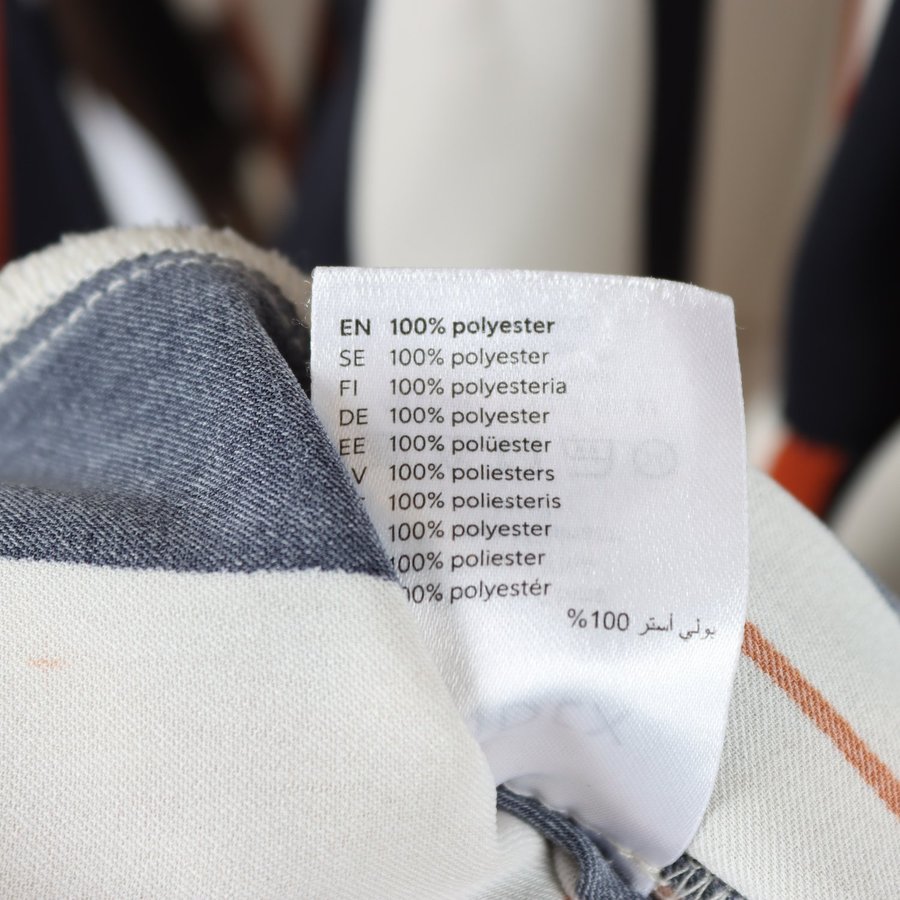 EN 100% polyester
SE 100% polyester
FI 100% polyesteria
DE 100% polyester
EE 100% polüester
V 100% poliesters
100% poliesteris
100% polyester
100% poliester
00% polyestér
بولي استر 100%